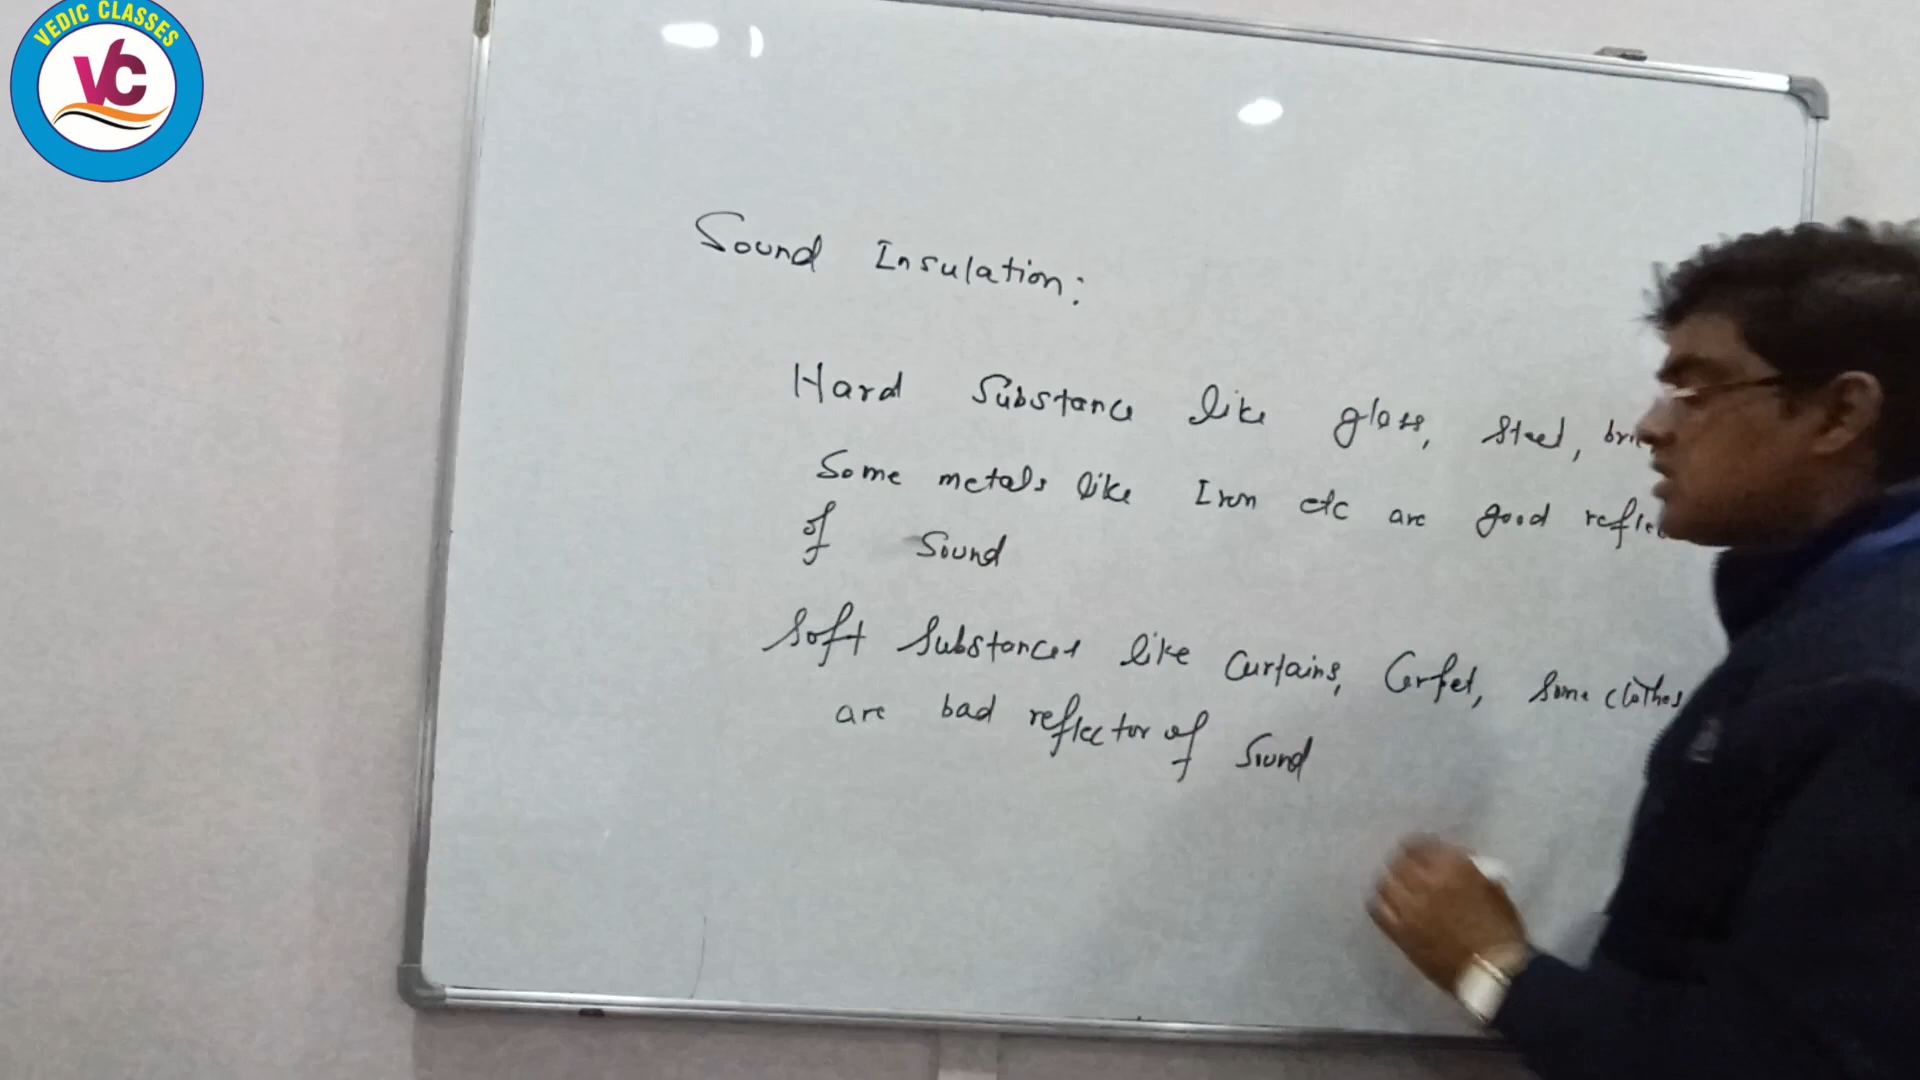 VEDIC CLASSES
VC
Sound Insulation:
Hard Substance like glass, Steel,
Some metals like Iron etc are good
of Sound
Soft Substances like Curtains, Carpet, Some clothes
are bad reflector of Sound